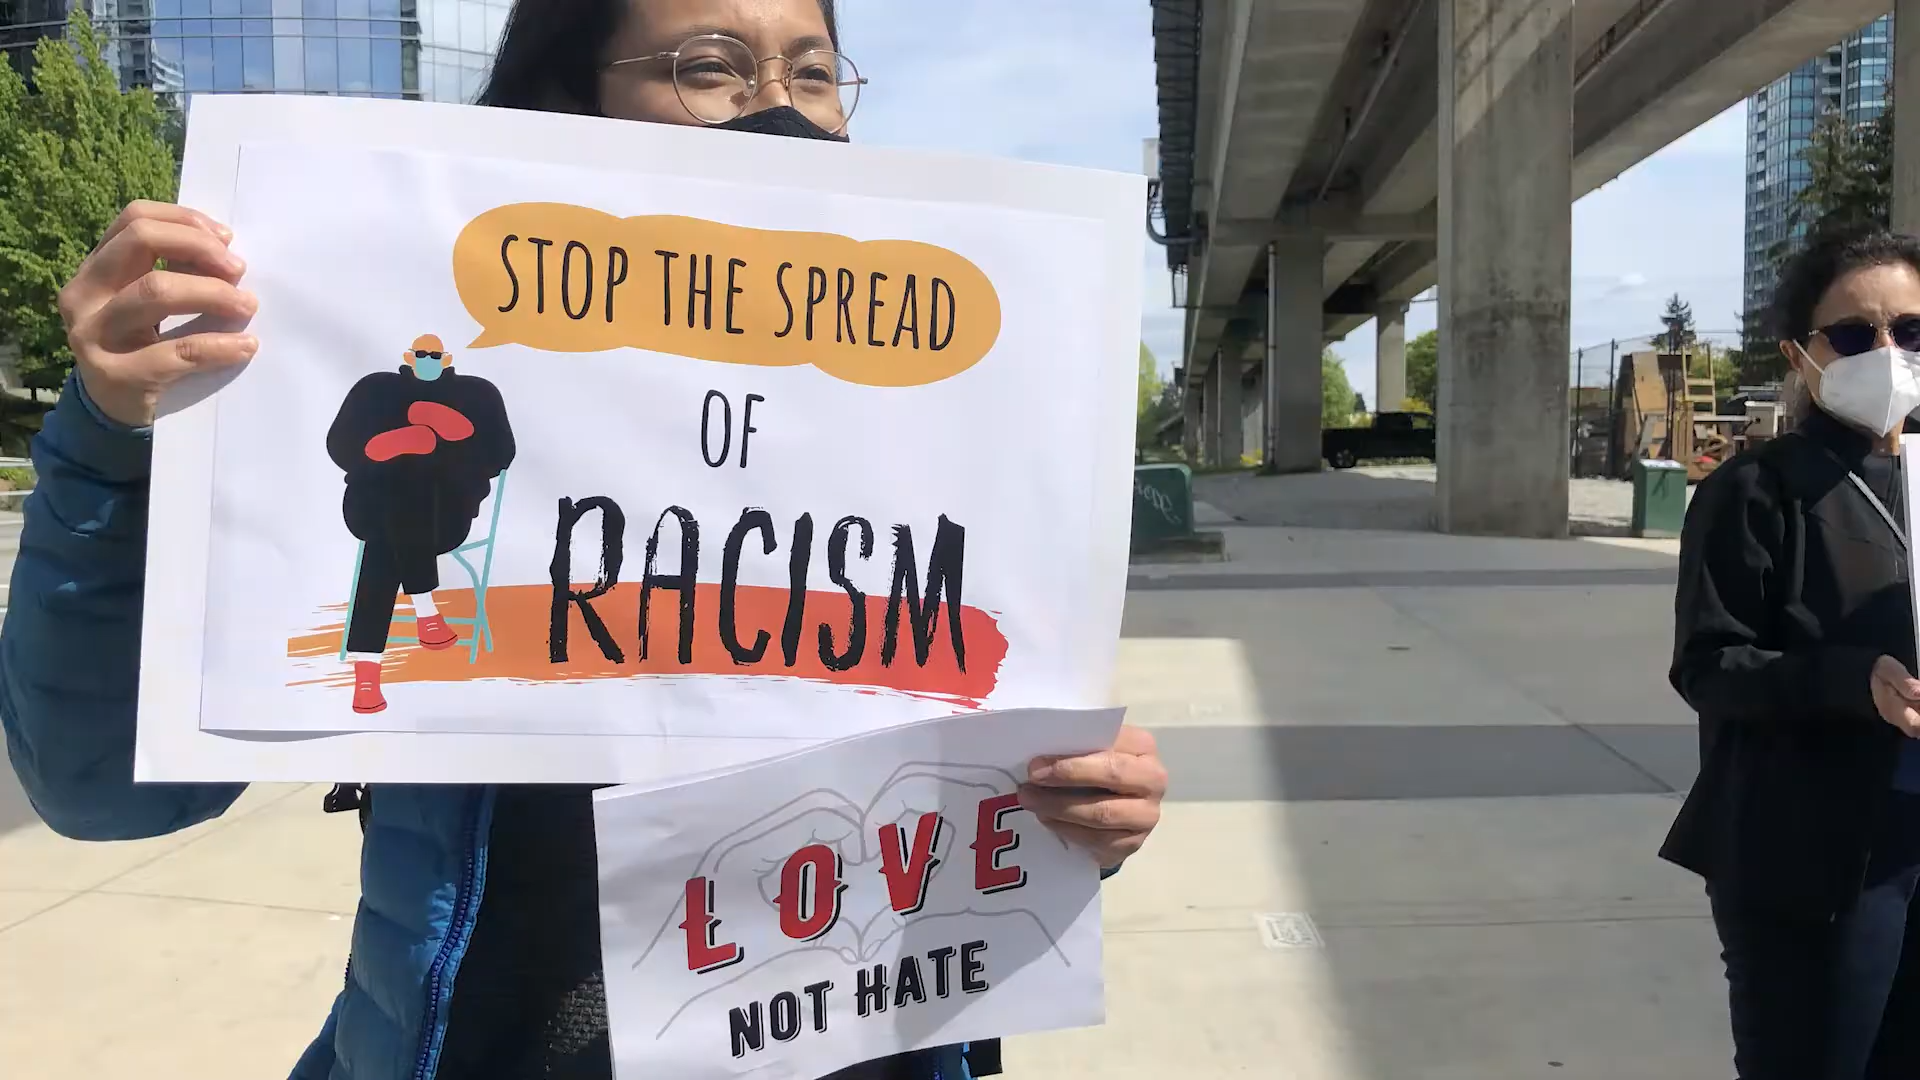 STOP THE SPREAD
OF
RACISM
LOVE
NOT HATE